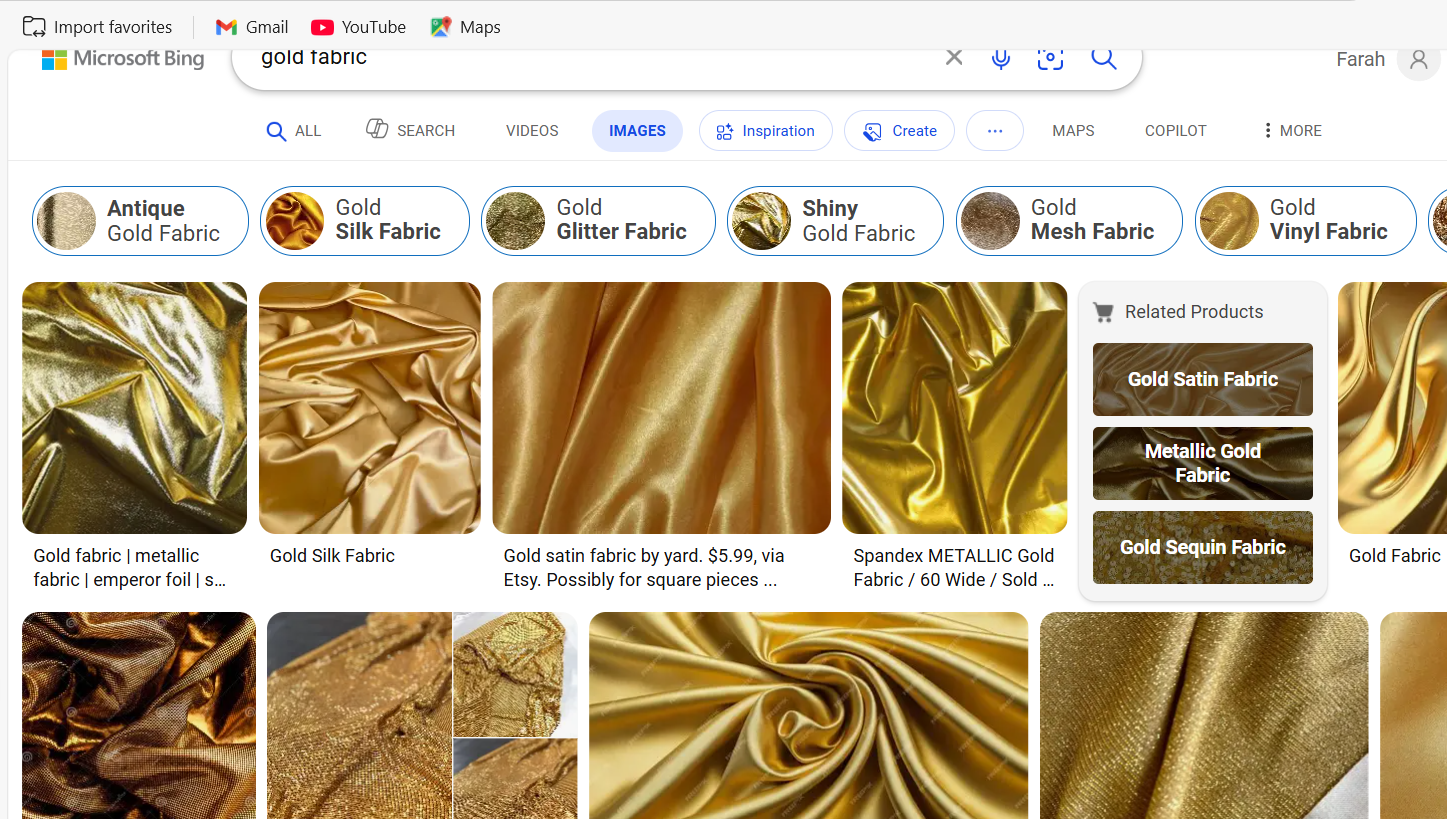 Import favorites
Gmail
YouTube
Maps
Microsoft Bing
gold fabric
Farah
ALL
SEARCH
VIDEOS
IMAGES
Inspiration
Create
MAPS
COPILOT
MORE
Antique
Gold Fabric
Gold
Silk Fabric
Gold
Glitter Fabric
Shiny
Gold Fabric
Gold
Mesh Fabric
Gold
Vinyl Fabric
Related Products
Gold Satin Fabric
Metallic Gold
Fabric
Gold Sequin Fabric
Gold fabric | metallic
fabric | emperor foil | s...
Gold Silk Fabric
Gold satin fabric by yard. $5.99, via
Etsy. Possibly for square pieces ...
Spandex METALLIC Gold
Fabric / 60 Wide / Sold ...
Gold Fabric